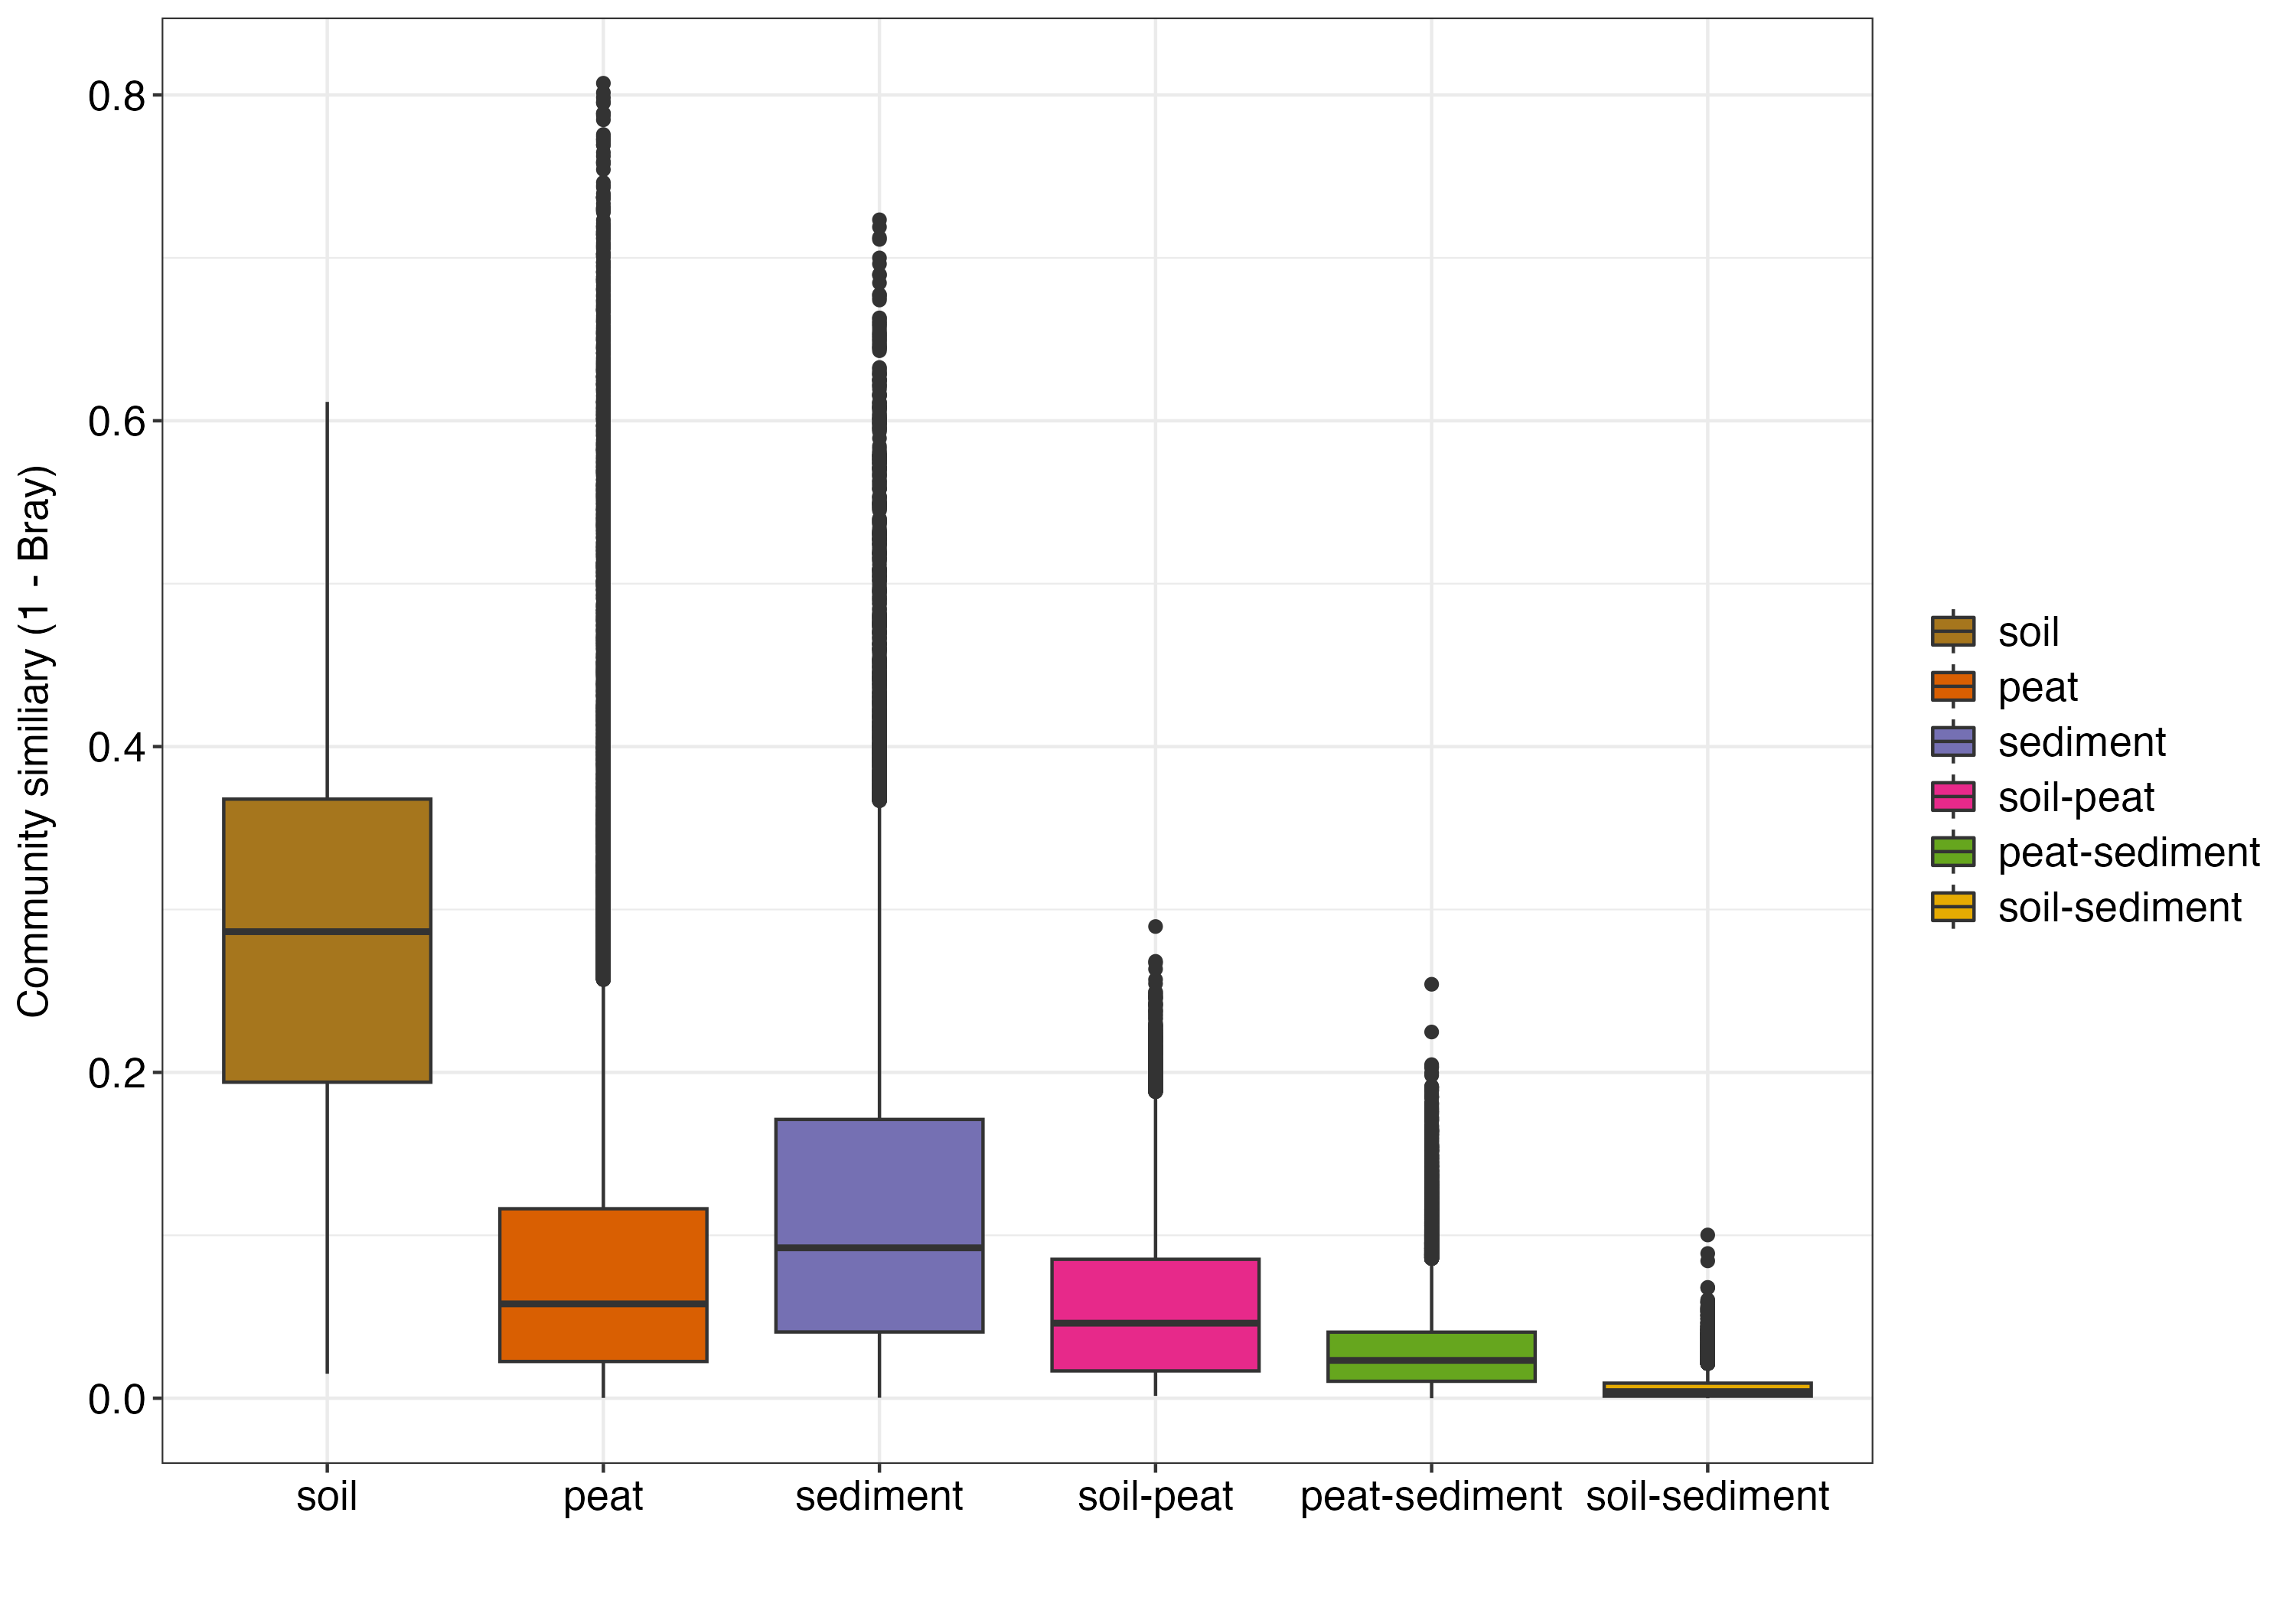 Community similiary (1 - Bray)
0.8
0.6
0.4
0.2
0.0
soil
peat
sediment
soil-peat
peat-sediment
soil-sediment
soil
peat
sediment
soil-peat
peat-sediment
soil-sediment